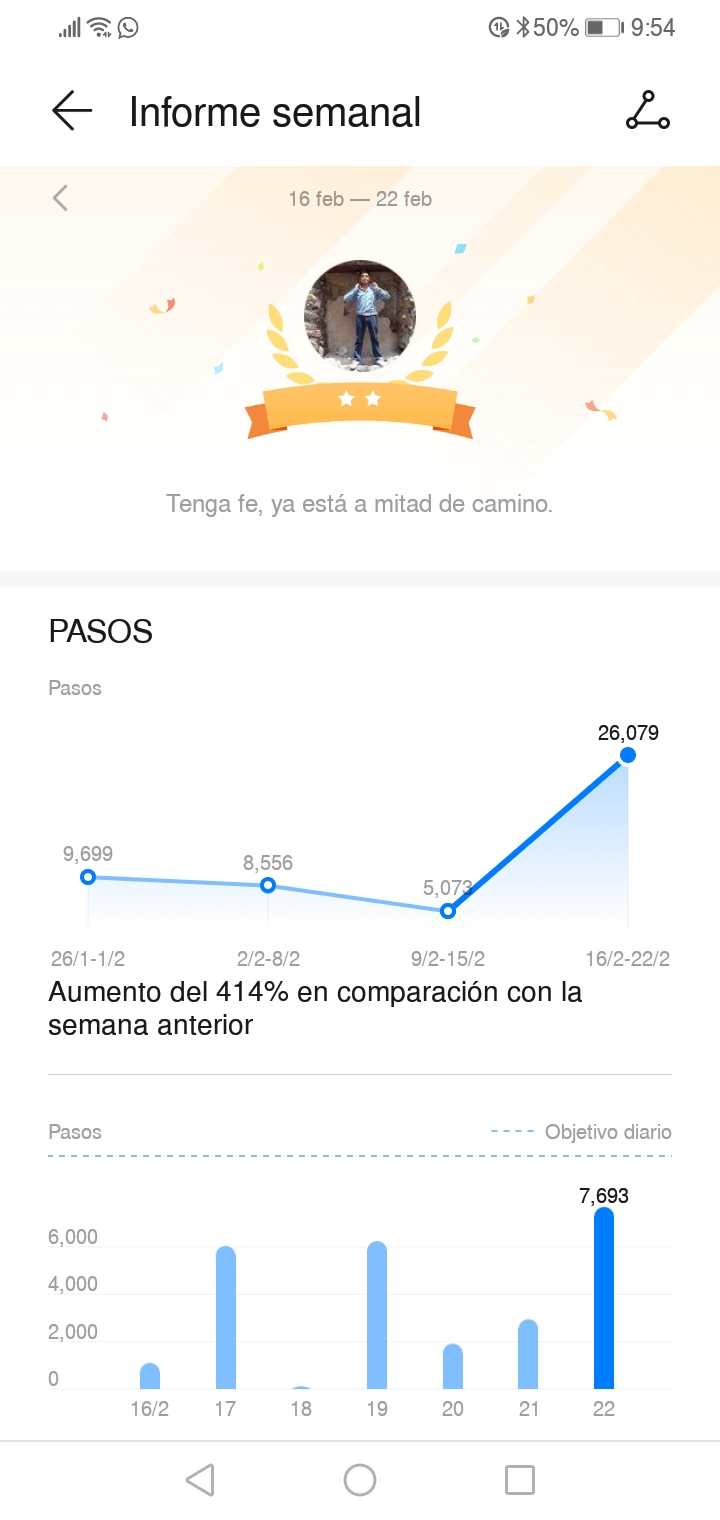 50% 9:54
Informe semanal
16 feb — 22 feb
Tenga fe, ya está a mitad de camino.
PASOS
Pasos
26,079
9,699
8,556
5,073
26/1-1/2 2/2-8/2 9/2-15/2 16/2-22/2
Aumento del 414% en comparación con la
semana anterior
Pasos Objetivo diario
7,693
6,000
4,000
2,000
0
16/2 17 18 19 20 21 22